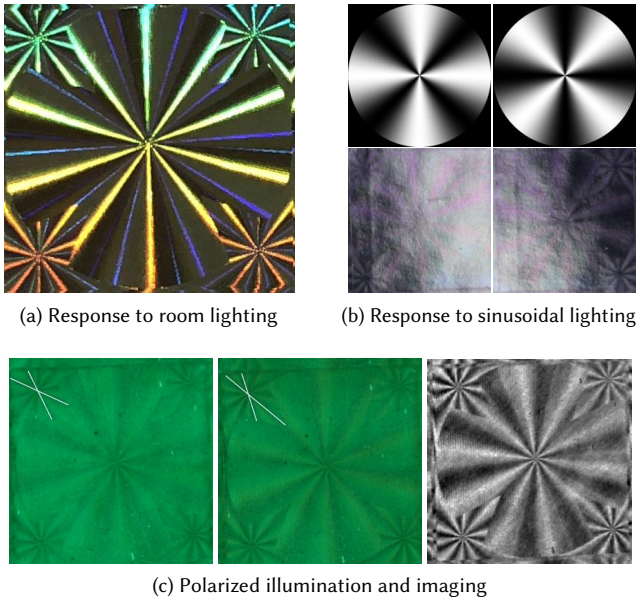 (a) Response to room lighting
(b) Response to sinusoidal lighting
(c) Polarized illumination and imaging